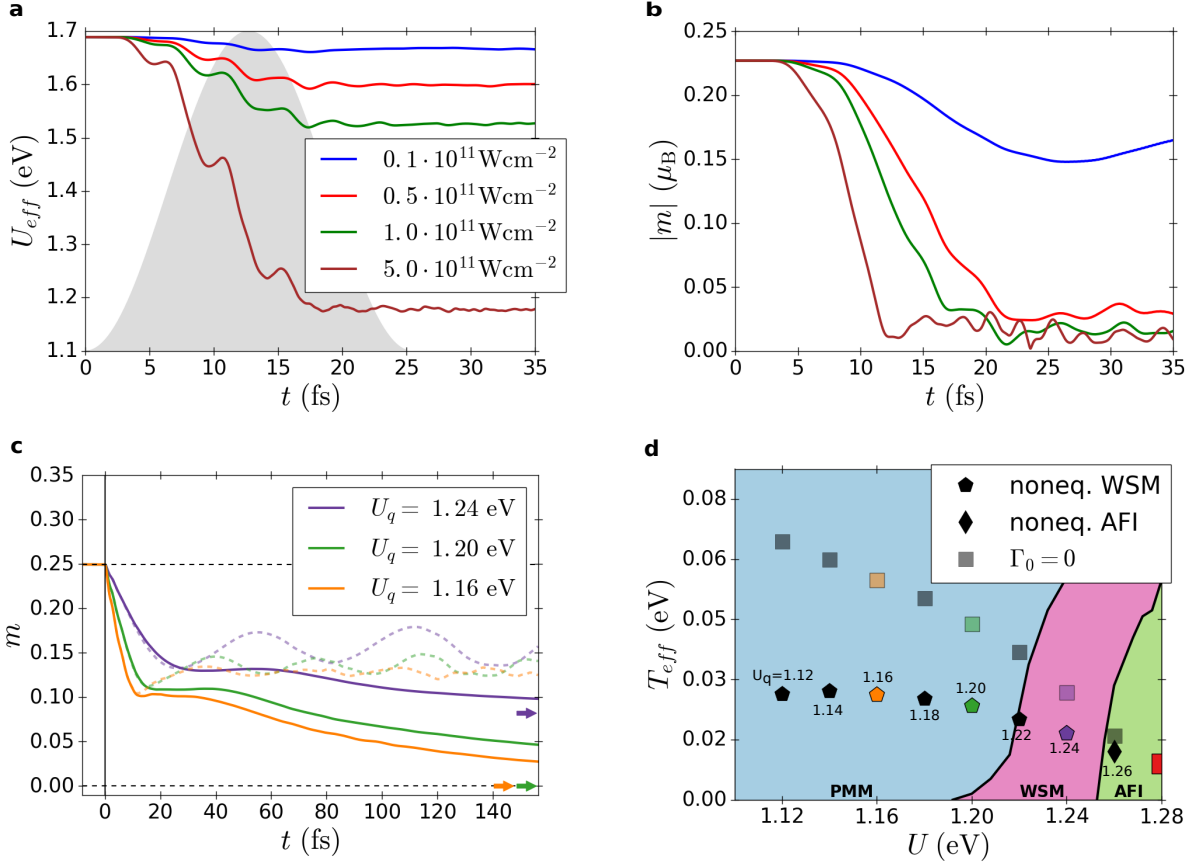 a
1.7
1.6
1.5
1.4
1.3
1.2
1.1
U_eff (eV)
0.1·10^11 Wcm^−2
0.5·10^11 Wcm^−2
1.0·10^11 Wcm^−2
5.0·10^11 Wcm^−2
0 5 10 15 20 25 30 35
t (fs)
b
0.25
0.20
0.15
0.10
0.05
0.00
|m| (μ_B)
0 5 10 15 20 25 30 35
t (fs)
c
0.35
0.30
0.25
0.20
0.15
0.10
0.05
0.00
m
U_q = 1.24 eV
U_q = 1.20 eV
U_q = 1.16 eV
0 20 40 60 80 100 120 140
t (fs)
d
0.08
0.06
0.05
0.03
0.02
0.00
T_eff (eV)
noneq. WSM
noneq. AFI
Γ_0 = 0
U_q=1.12
1.14
1.16
1.18
1.20
1.22
1.24
1.26
PMM WSM AFI
1.12 1.16 1.20 1.24 1.28
U (eV)